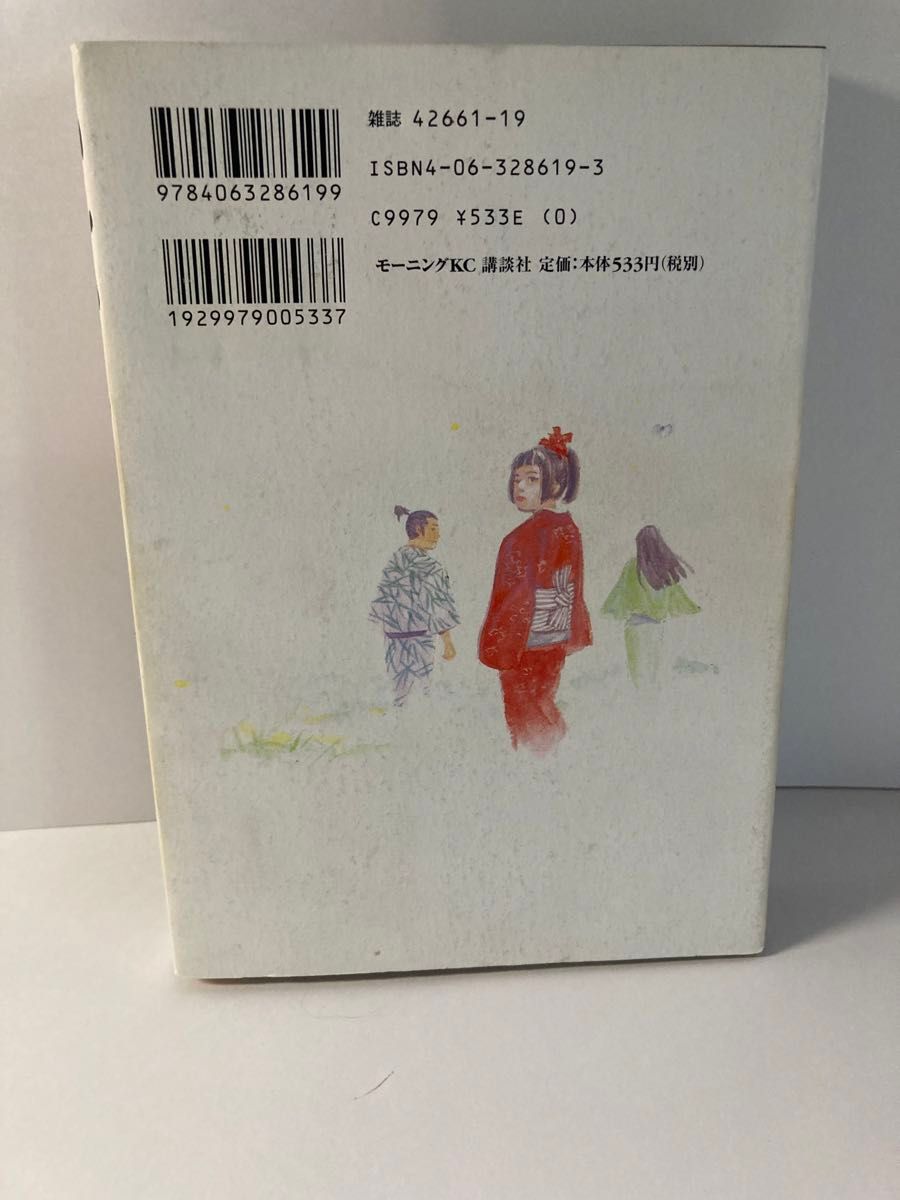 雑誌 42661-19
9784063286199
ISBN4-06-328619-3
C9979 ¥533E (0)
1929979005337
モーニングKC 講談社 定価:本体533円(税別)